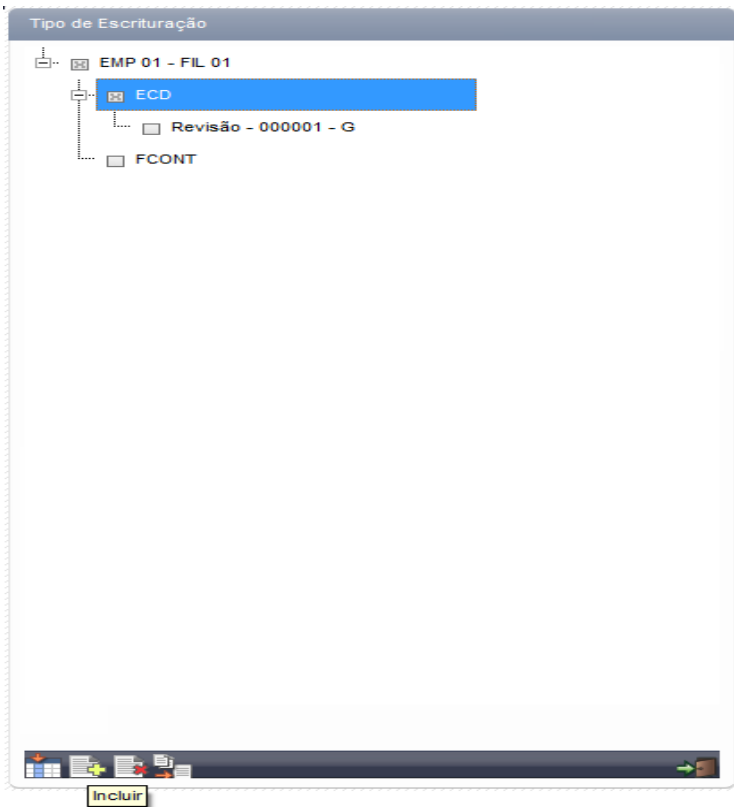 Tipo de Escrituração
EMP 01 - FIL 01
ECD
Revisão - 000001 - G
FCONT
Incluir